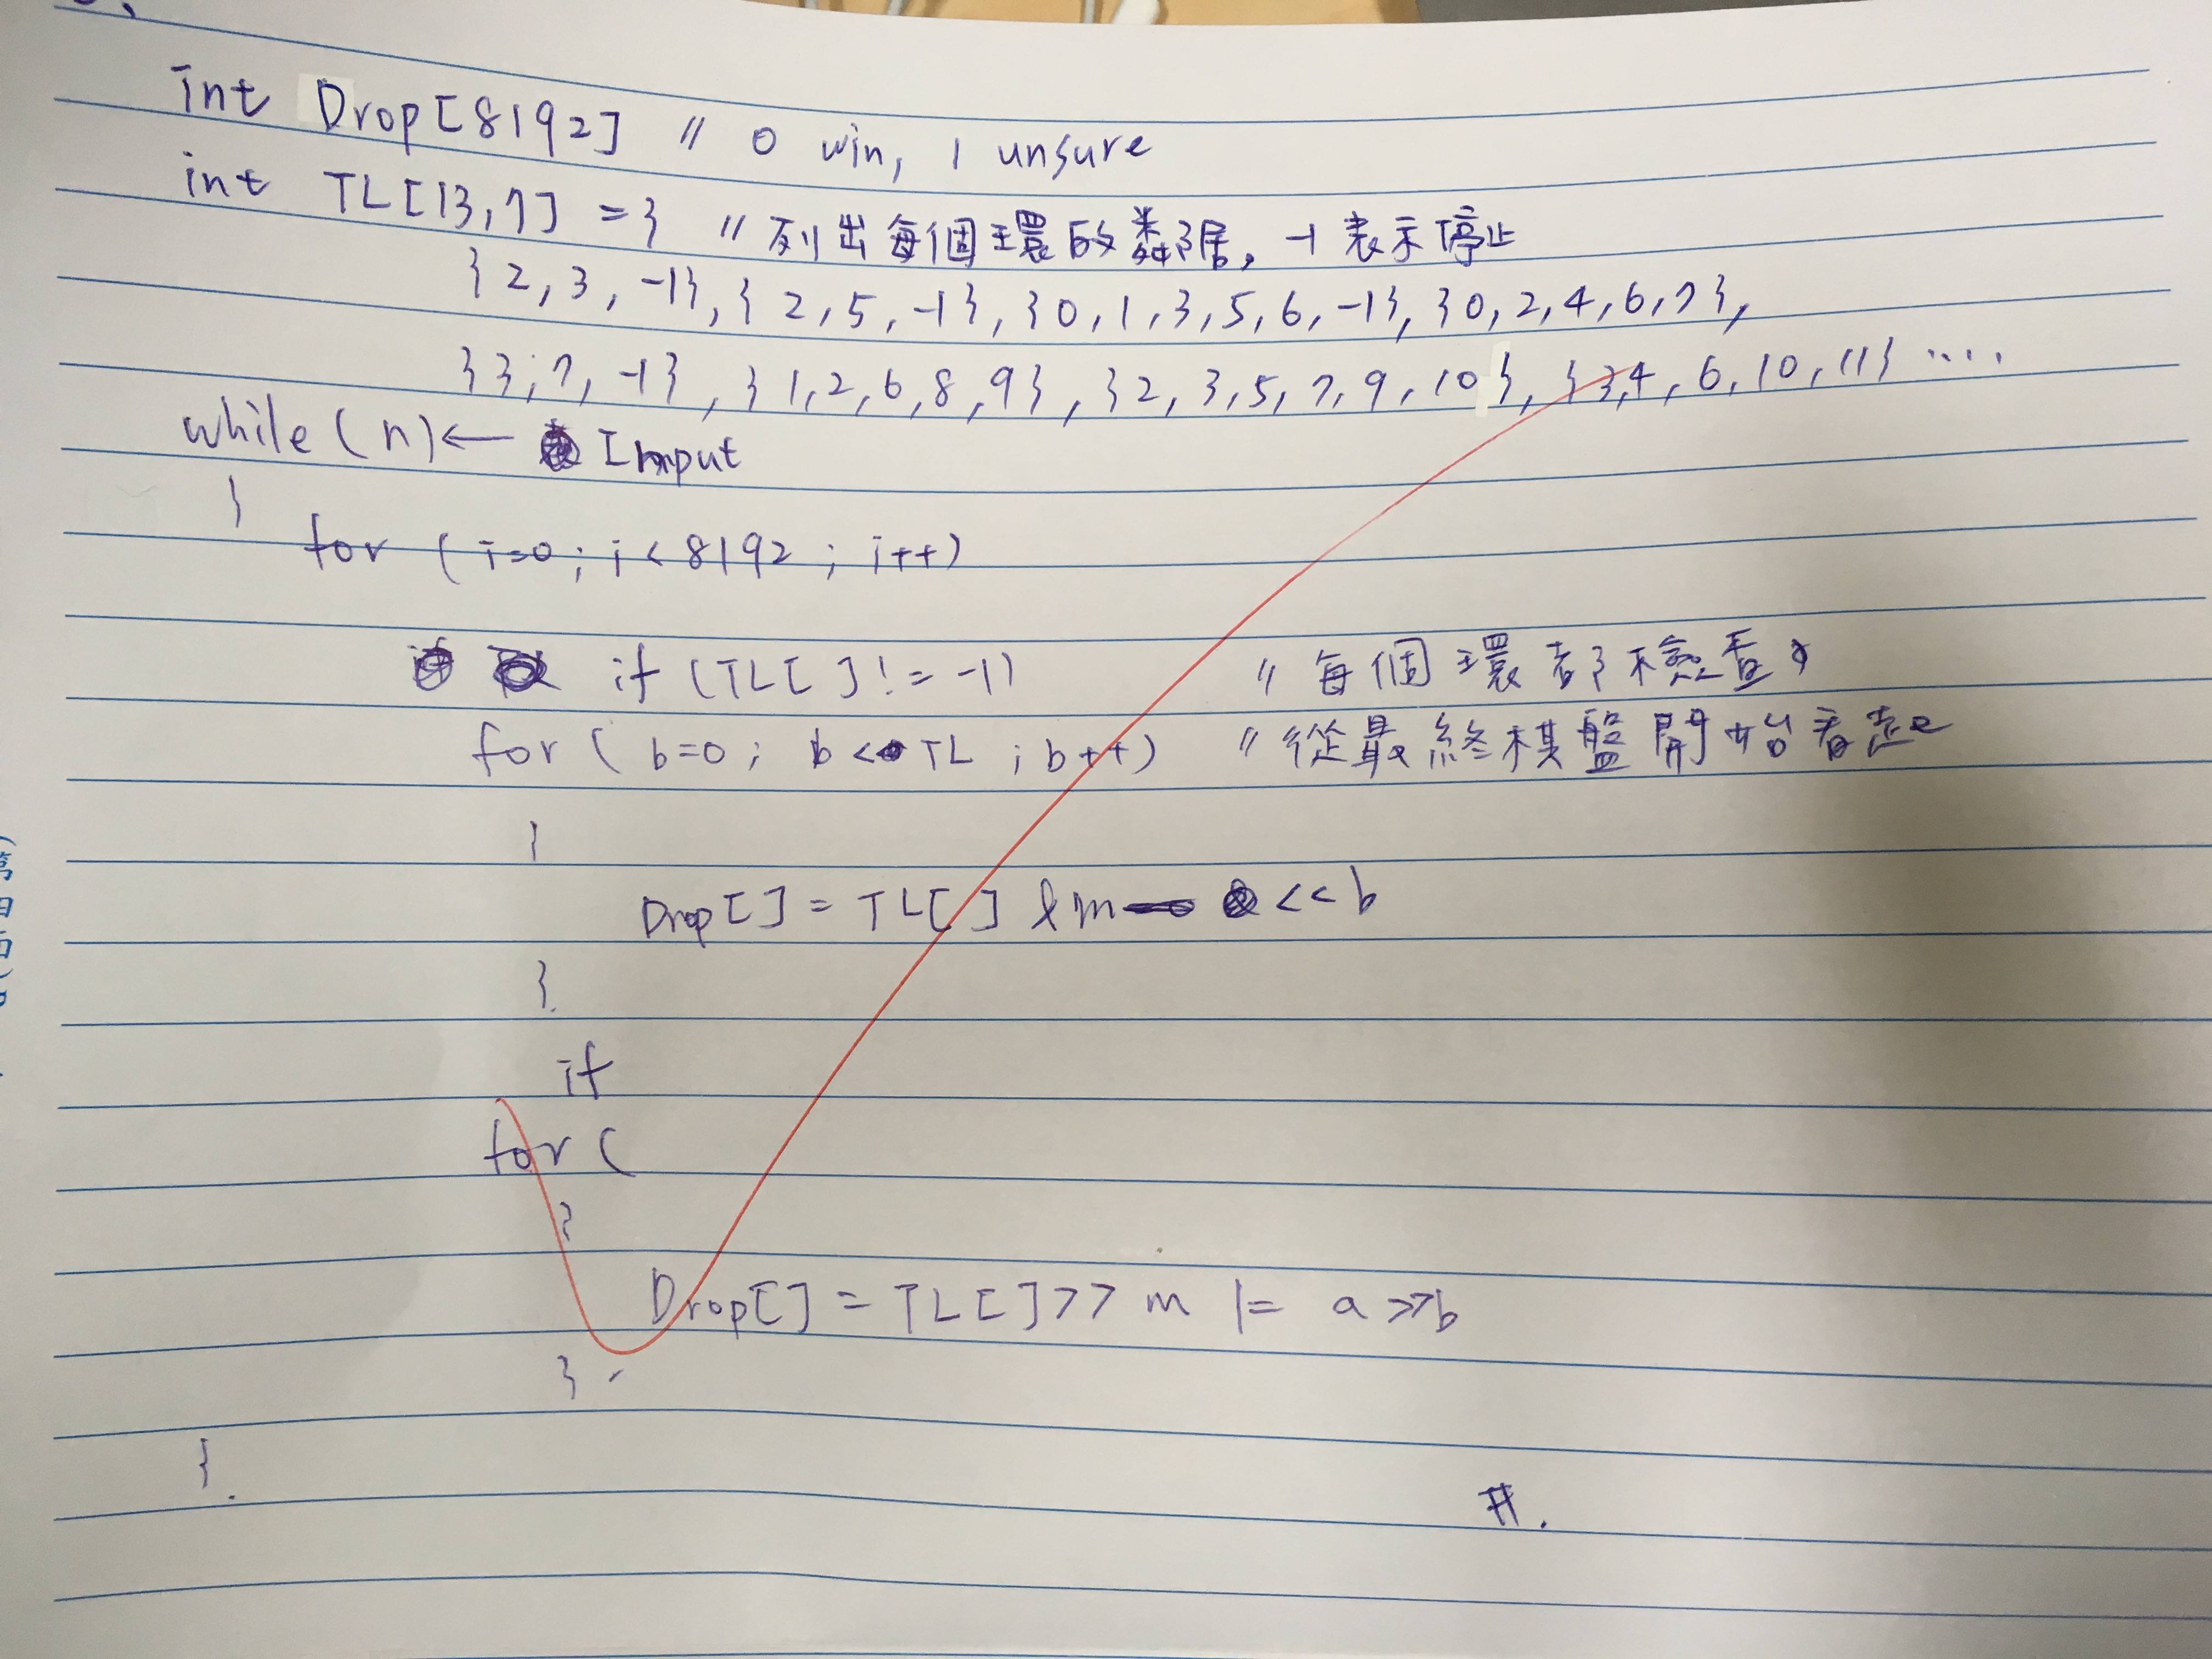 int Drop[8192] // 0 win, 1 unsure
int TL[13,7] = { // 列出每個環的鄰居, -1 表示停止
{2, 3, -1}, {2, 5, -1}, {0, 1, 3, 5, 6, -1}, {0, 2, 4, 6, 7},
{3, 7, -1}, {1, 2, 6, 8, 9}, {2, 3, 5, 7, 9, 10}, {3, 4, 6, 10, 11} ....
while (n) ← Input
{
for (i=0; i < 8192; i++)
if (TL[ ] != -1) // 每個環都檢查
for (b=0; b < TL; b++) // 從最終棋盤開始看起
{
Drop[ ] = TL[ ] & m << b
}
if
for (
{
Drop[ ] = TL[ ] >> m |= a >> b
}
}
#.